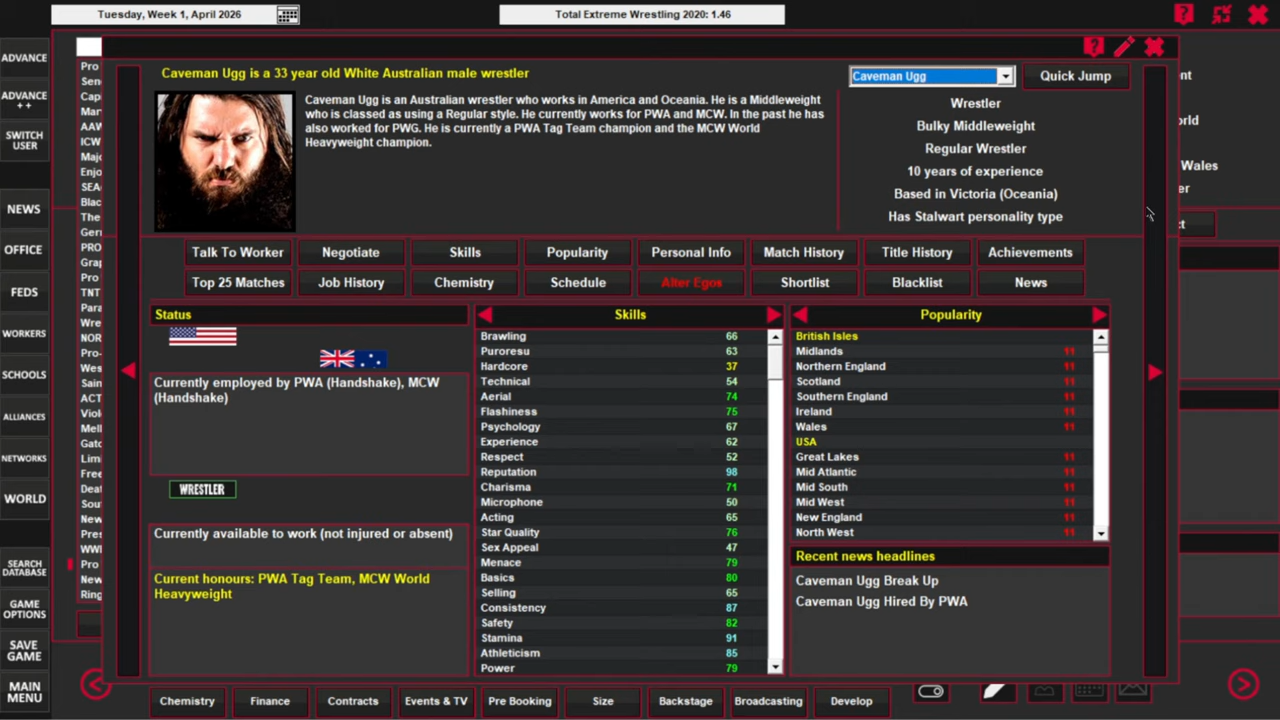 Tuesday, Week 1, April 2026
Total Extreme Wrestling 2020: 1.46
ADVANCE
ADVANCE
++
SWITCH
USER
NEWS
OFFICE
FEDS
WORKERS
SCHOOLS
ALLIANCES
NETWORKS
WORLD
SEARCH
DATABASE
GAME
OPTIONS
SAVE
GAME
MAIN
MENU
Caveman Ugg is a 33 year old White Australian male wrestler
Caveman Ugg is an Australian wrestler who works in America and Oceania. He is a Middleweight
who is classed as using a Regular style. He currently works for PWA and MCW. In the past he has
also worked for PWG. He is currently a PWA Tag Team champion and the MCW World
Heavyweight champion.
Caveman Ugg
Quick Jump
Wrestler
Bulky Middleweight
Regular Wrestler
10 years of experience
Based in Victoria (Oceania)
Has Stalwart personality type
Talk To Worker
Negotiate
Skills
Popularity
Personal Info
Match History
Title History
Achievements
Top 25 Matches
Job History
Chemistry
Schedule
Alter Egos
Shortlist
Blacklist
News
Status
Currently employed by PWA (Handshake), MCW
(Handshake)
WRESTLER
Currently available to work (not injured or absent)
Current honours: PWA Tag Team, MCW World
Heavyweight
Skills
Brawling 66
Puroresu 63
Hardcore 37
Technical 54
Aerial 74
Flashiness 75
Psychology 67
Experience 62
Respect 52
Reputation 98
Charisma 71
Microphone 50
Acting 65
Star Quality 76
Sex Appeal 47
Menace 79
Basics 80
Selling 65
Consistency 87
Safety 82
Stamina 91
Athleticism 85
Power 79
Popularity
British Isles
Midlands 11
Northern England 11
Scotland 11
Southern England 11
Ireland 11
Wales 11
USA
Great Lakes 11
Mid Atlantic 11
Mid South 11
Mid West 11
New England 11
North West 11
Recent news headlines
Caveman Ugg Break Up
Caveman Ugg Hired By PWA
Wales
Chemistry
Finance
Contracts
Events & TV
Pre Booking
Size
Backstage
Broadcasting
Develop